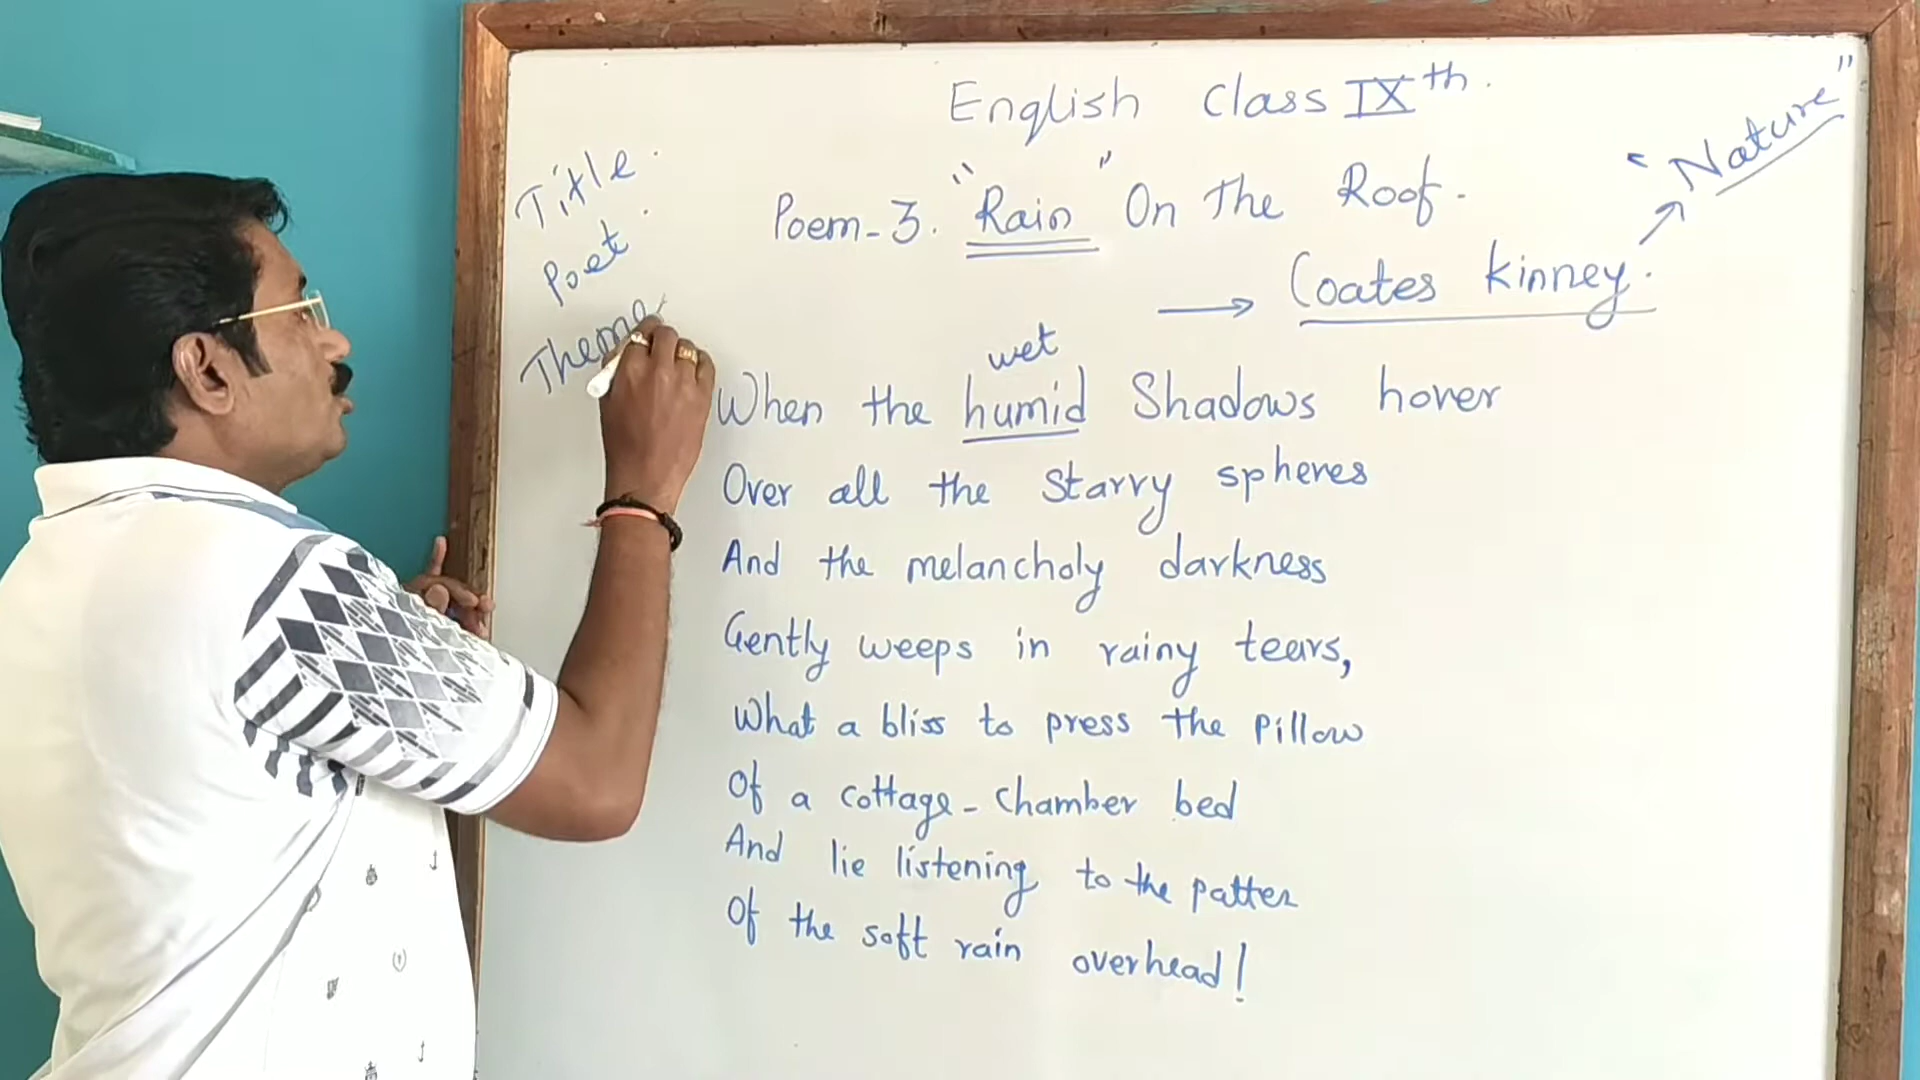 English Class IXth.
"Nature"
Title.
Poem-3. "Rain" On The Roof.
Poet.
→ Coates Kinney.
Theme
wet
When the humid Shadows hover
Over all the starry spheres
And the melancholy darkness
Gently weeps in rainy tears,
What a bliss to press the pillow
Of a cottage-chamber bed
And lie listening to the patter
Of the soft rain overhead!